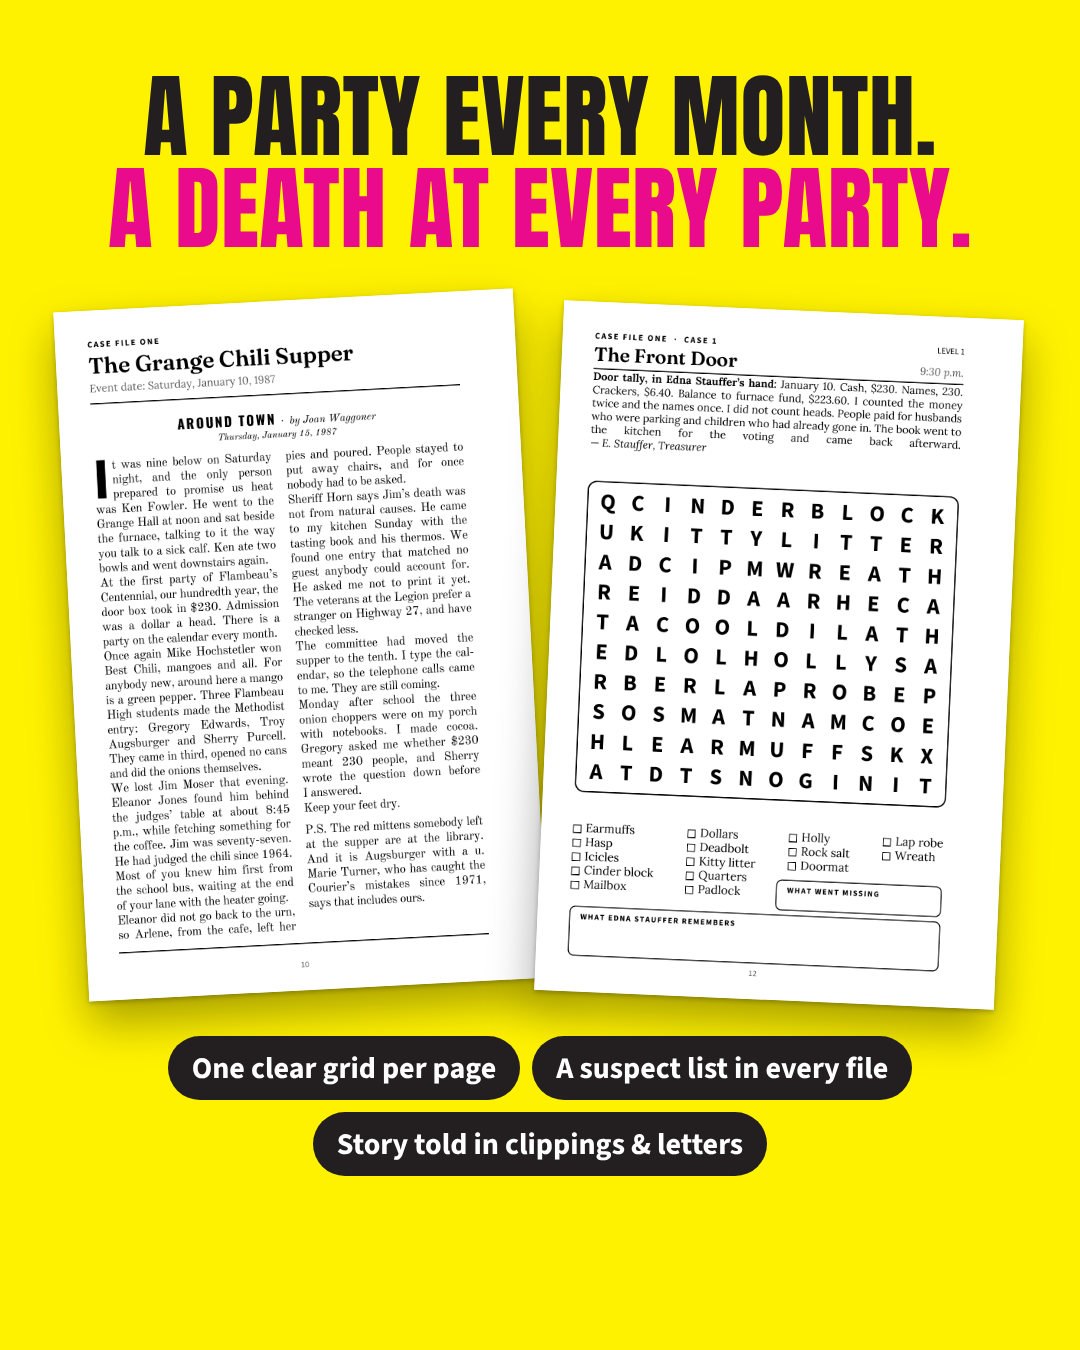 A PARTY EVERY MONTH.
A DEATH AT EVERY PARTY.
CASE FILE ONE
The Grange Chili Supper
Event date: Saturday, January 10, 1987
AROUND TOWN · by Joan Waggoner
Thursday, January 15, 1987
It was nine below on Saturday
night, and the only person
prepared to promise us heat
was Ken Fowler. He went to the
Grange Hall at noon and sat beside
the furnace, talking to it the way
you talk to a sick calf. Ken ate two
bowls and went downstairs again.
At the first party of Flambeau's
Centennial, our hundredth year, the
door box took in $230. Admission
was a dollar a head. There is a
party on the calendar every month.
Once again Mike Hochstetler won
Best Chili, mangoes and all. For
anybody new, around here a mango
is a green pepper. Three Flambeau
High students made the Methodist
entry: Gregory Edwards, Troy
Augsburger and Sherry Purcell.
They came in third, opened no cans
and did the onions themselves.
We lost Jim Moser that evening.
Eleanor Jones found him behind
the judges' table at about 8:45
p.m., while fetching something for
the coffee. Jim was seventy-seven.
He had judged the chili since 1964.
Most of you knew him first from
the school bus, waiting at the end
of your lane with the heater going.
Eleanor did not go back to the urn,
so Arlene, from the cafe, left her
pies and poured. People stayed to
put away chairs, and for once
nobody had to be asked.
Sheriff Horn says Jim's death was
not from natural causes. He came
to my kitchen Sunday with the
tasting book and his thermos. We
found one entry that matched no
guest anybody could account for.
He asked me not to print it yet.
The veterans at the Legion prefer a
stranger on Highway 27, and have
checked less.
The committee had moved the
supper to the tenth. I type the cal-
endar, so the telephone calls came
to me. They are still coming.
Monday after school the three
onion choppers were on my porch
with notebooks. I made cocoa.
Gregory asked me whether $230
meant 230 people, and Sherry
wrote the question down before
I answered.
Keep your feet dry.
P.S. The red mittens somebody left
at the supper are at the library.
And it is Augsburger with a u.
Marie Turner, who has caught the
Courier's mistakes since 1971,
says that includes ours.
10
CASE FILE ONE · CASE 1
LEVEL 1
The Front Door
9:30 p.m.
Door tally, in Edna Stauffer's hand: January 10. Cash, $230. Names, 230.
Crackers, $6.40. Balance to furnace fund, $223.60. I counted the money
twice and the names once. I did not count heads. People paid for husbands
who were parking and children who had already gone in. The book went to
the kitchen for the voting and came back afterward.
— E. Stauffer, Treasurer
Q C I N D E R B L O C K
U K I T T Y L I T T E R
A D C I P M W R E A T H
R E I D D A A R H E C A
T A C O O L D I L A T H
E D L O L H O L L Y S A
R B E R L A P R O B E P
S O S M A T N A M C O E
H L E A R M U F F S K X
A T D T S N O G I N I T
Earmuffs
Hasp
Icicles
Cinder block
Mailbox
Dollars
Deadbolt
Kitty litter
Quarters
Padlock
Holly
Rock salt
Doormat
Lap robe
Wreath
WHAT WENT MISSING
WHAT EDNA STAUFFER REMEMBERS
12
One clear grid per page
A suspect list in every file
Story told in clippings & letters